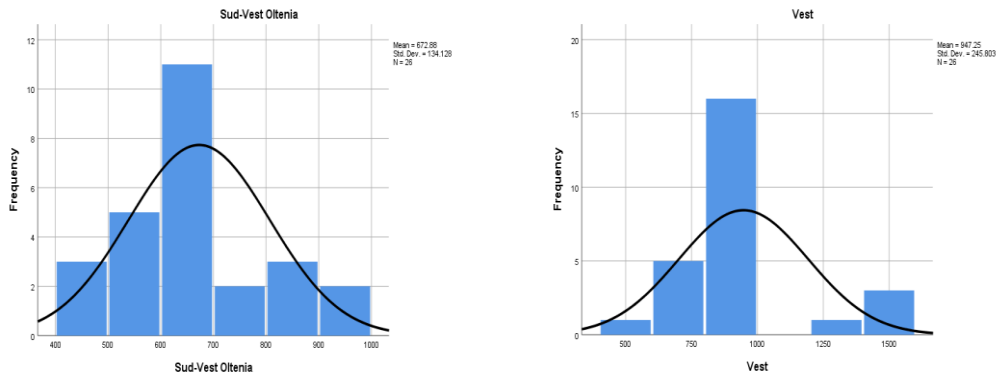 Sud-Vest Oltenia
Mean = 672.88
Std. Dev. = 134.128
N = 26
Frequency
12
10
8
6
4
2
0
400 500 600 700 800 900 1000
Sud-Vest Oltenia
Vest
Mean = 947.25
Std. Dev. = 245.803
N = 26
Frequency
20
15
10
5
0
500 750 1000 1250 1500
Vest